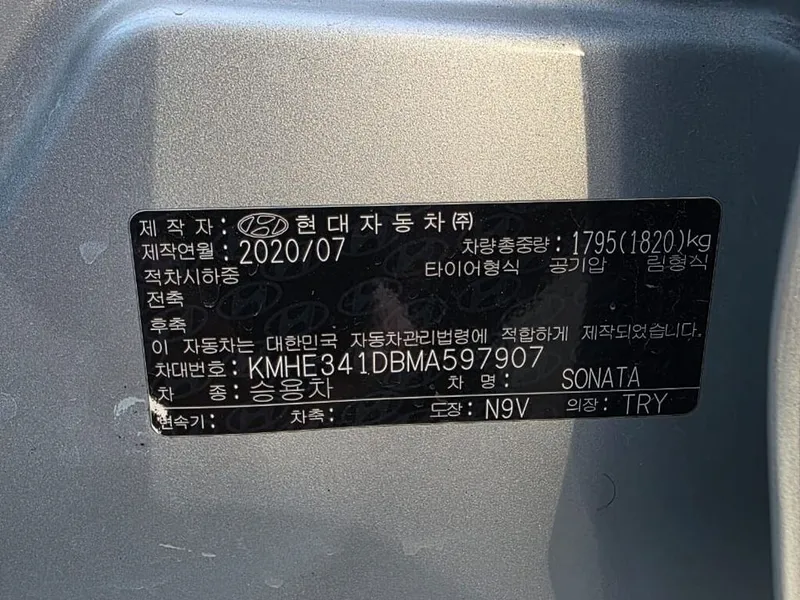 제작자: 현대자동차㈜
제작연월: 2020/07 차량총중량: 1795(1820)kg
적차시하중 타이어형식 공기압 림형식
전축
후축
이 자동차는 대한민국 자동차관리법령에 적합하게 제작되었습니다.
차대번호: KMHE341DBMA597907
차종: 승용차 차명: SONATA
변속기: 차축: 도장: N9V 의장: TRY